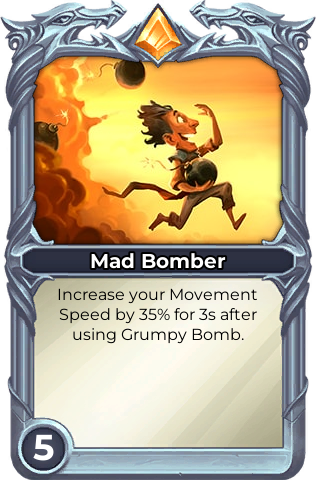 Mad Bomber
Increase your Movement
Speed by 35% for 3s after
using Grumpy Bomb.
5